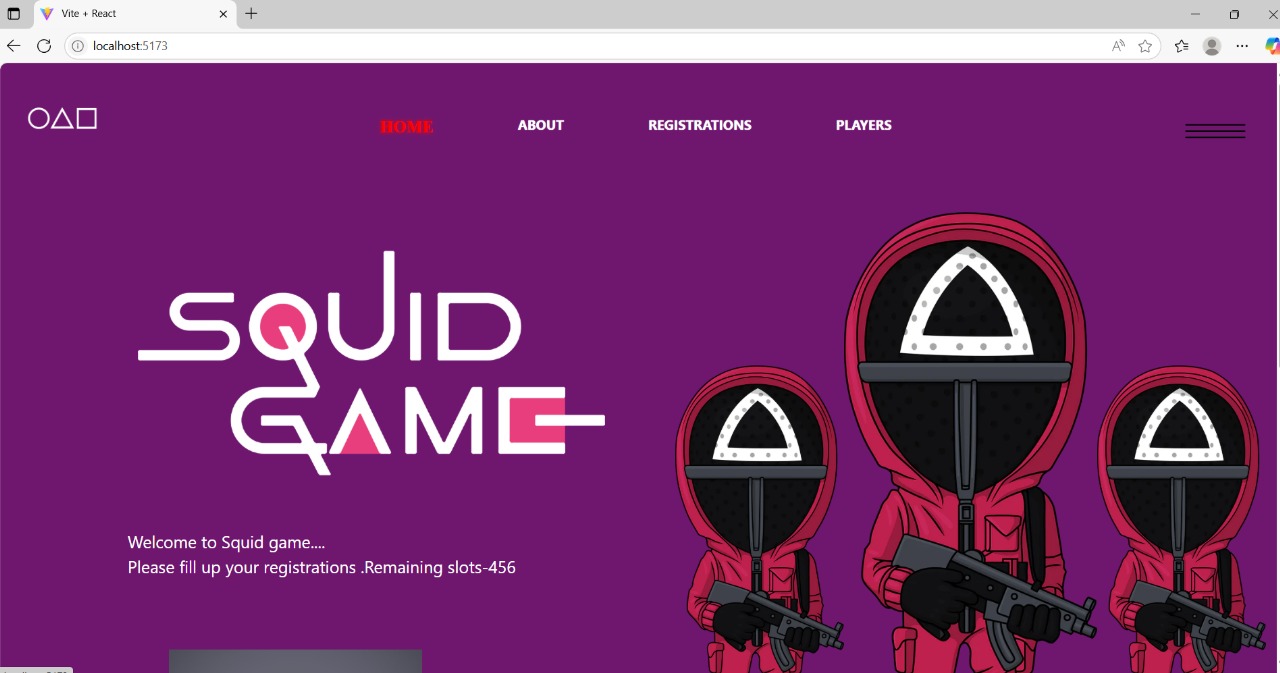 Vite + React
localhost:5173
HOME ABOUT REGISTRATIONS PLAYERS
SQUID
GAME
Welcome to Squid game....
Please fill up your registrations .Remaining slots-456